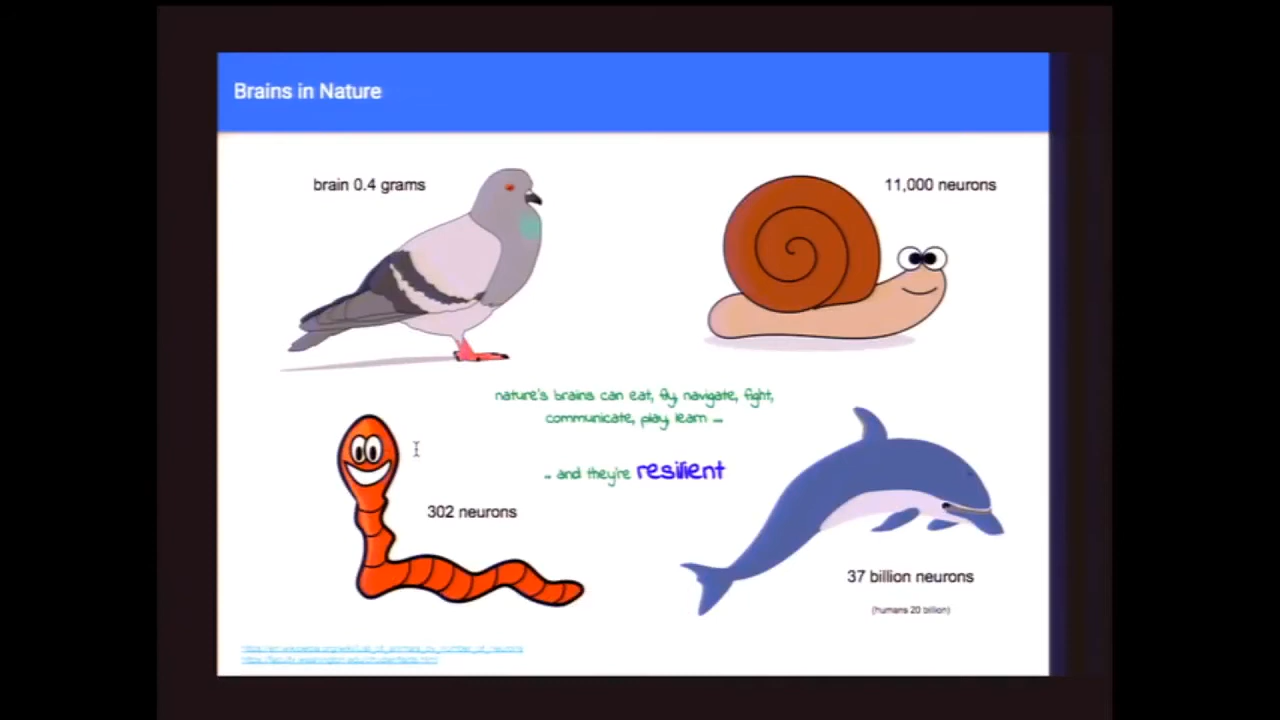 Brains in Nature
brain 0.4 grams
11,000 neurons
nature's brains can eat, fly, navigate, fight,
communicate, play, learn ...
... and they're resilient
302 neurons
37 billion neurons
(humans 20 billion)